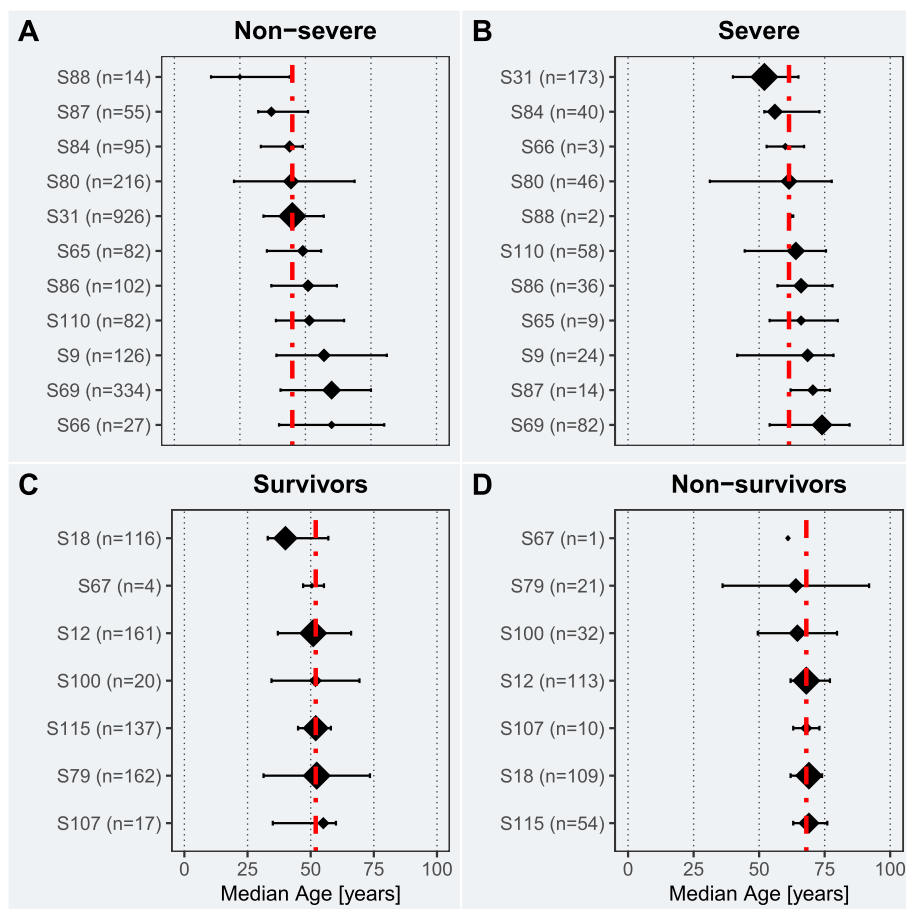 A
Non−severe
S88 (n=14)
S87 (n=55)
S84 (n=95)
S80 (n=216)
S31 (n=926)
S65 (n=82)
S86 (n=102)
S110 (n=82)
S9 (n=126)
S69 (n=334)
S66 (n=27)
B
Severe
S31 (n=173)
S84 (n=40)
S66 (n=3)
S80 (n=46)
S88 (n=2)
S110 (n=58)
S86 (n=36)
S65 (n=9)
S9 (n=24)
S87 (n=14)
S69 (n=82)
C
Survivors
S18 (n=116)
S67 (n=4)
S12 (n=161)
S100 (n=20)
S115 (n=137)
S79 (n=162)
S107 (n=17)
0 25 50 75 100
Median Age [years]
D
Non−survivors
S67 (n=1)
S79 (n=21)
S100 (n=32)
S12 (n=113)
S107 (n=10)
S18 (n=109)
S115 (n=54)
0 25 50 75 100
Median Age [years]